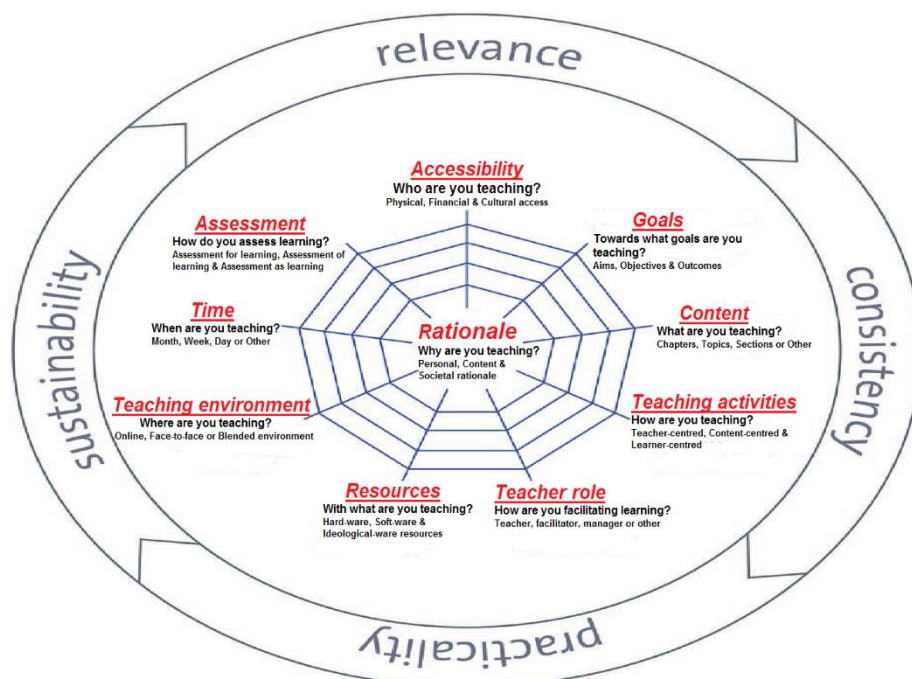 relevance
consistency
practicality
sustainability
Accessibility
Who are you teaching?
Physical, Financial & Cultural access
Goals
Towards what goals are you
teaching?
Aims, Objectives & Outcomes
Content
What are you teaching?
Chapters, Topics, Sections or Other
Teaching activities
How are you teaching?
Teacher-centred, Content-centred &
Learner-centred
Teacher role
How are you facilitating learning?
Teacher, facilitator, manager or other
Resources
With what are you teaching?
Hard-ware, Soft-ware &
Ideological-ware resources
Teaching environment
Where are you teaching?
Online, Face-to-face or Blended environment
Time
When are you teaching?
Month, Week, Day or Other
Assessment
How do you assess learning?
Assessment for learning, Assessment of
learning & Assessment as learning
Rationale
Why are you teaching?
Personal, Content &
Societal rationale